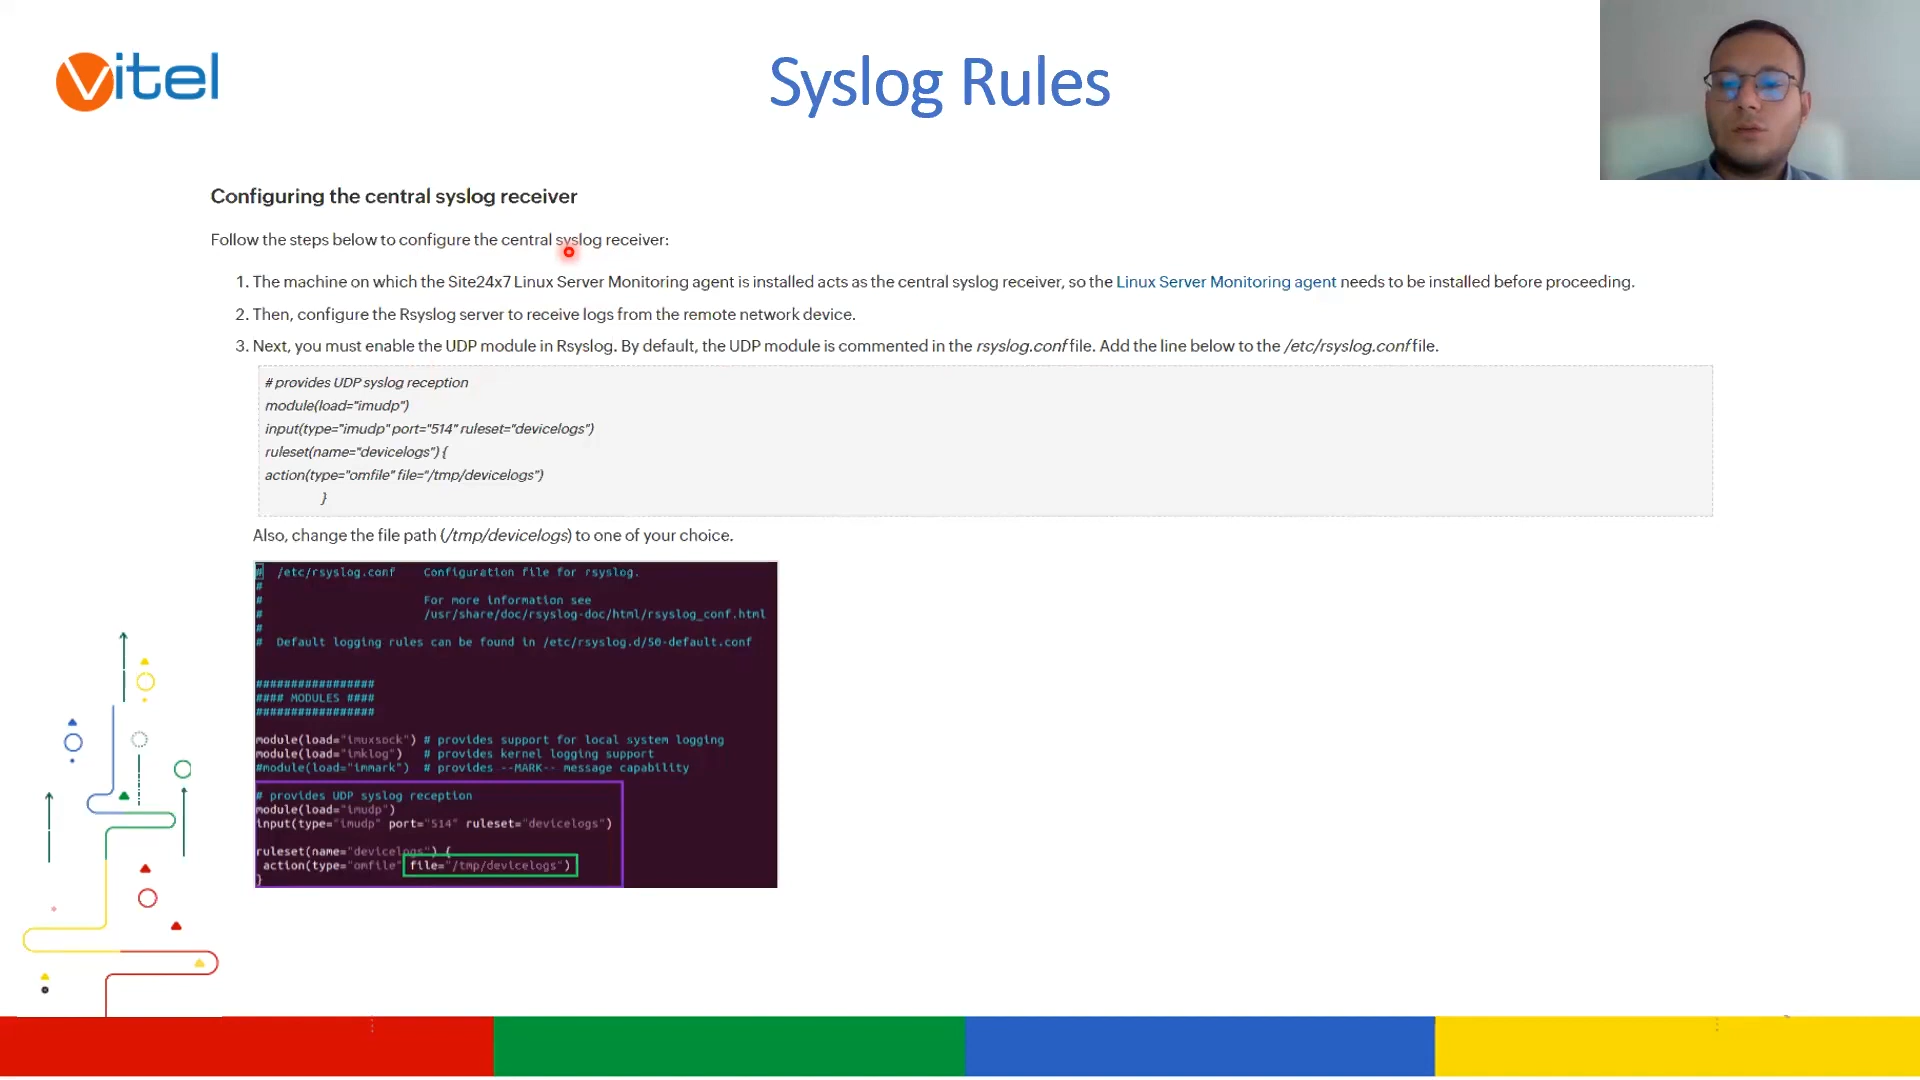 vitel
Syslog Rules
Configuring the central syslog receiver
Follow the steps below to configure the central syslog receiver:
1. The machine on which the Site24x7 Linux Server Monitoring agent is installed acts as the central syslog receiver, so the Linux Server Monitoring agent needs to be installed before proceeding.
2. Then, configure the Rsyslog server to receive logs from the remote network device.
3. Next, you must enable the UDP module in Rsyslog. By default, the UDP module is commented in the rsyslog.conf file. Add the line below to the /etc/rsyslog.conf file.
# provides UDP syslog reception
module(load="imudp")
input(type="imudp" port="514" ruleset="devicelogs")
ruleset(name="devicelogs") {
action(type="omfile" file="/tmp/devicelogs")
}
Also, change the file path (/tmp/devicelogs) to one of your choice.
# /etc/rsyslog.conf Configuration file for rsyslog.
#
# For more information see
# /usr/share/doc/rsyslog-doc/html/rsyslog_conf.html
#
# Default logging rules can be found in /etc/rsyslog.d/50-default.conf
#################
#### MODULES ####
#################
module(load="imuxsock") # provides support for local system logging
module(load="imklog") # provides kernel logging support
#module(load="immark") # provides --MARK-- message capability
# provides UDP syslog reception
module(load="imudp")
input(type="imudp" port="514" ruleset="devicelogs")
ruleset(name="devicelogs") {
action(type="omfile" file="/tmp/devicelogs")
}